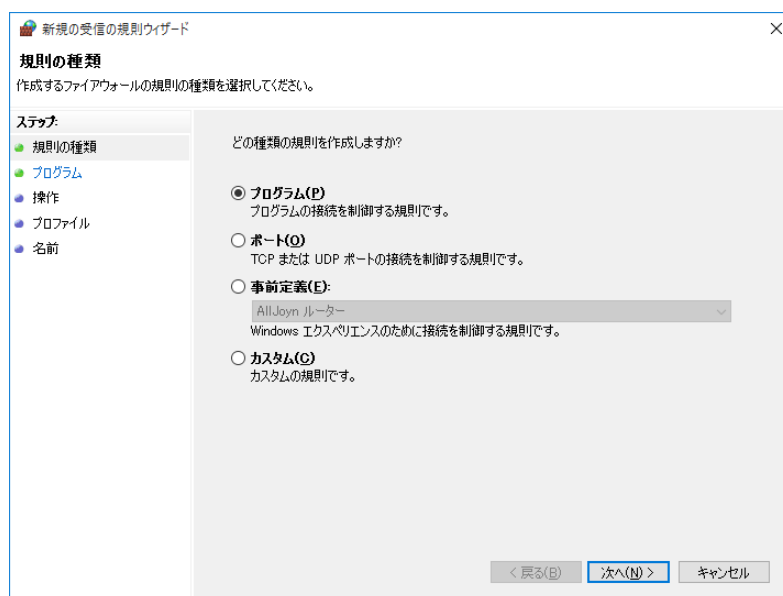 新規の受信の規則ウィザード
規則の種類
作成するファイアウォールの規則の種類を選択してください。
ステップ:
規則の種類
プログラム
操作
プロファイル
名前
どの種類の規則を作成しますか?
プログラム(P)
プログラムの接続を制御する規則です。
ポート(O)
TCP または UDP ポートの接続を制御する規則です。
事前定義(E):
AllJoyn ルーター
Windows エクスペリエンスのために接続を制御する規則です。
カスタム(C)
カスタムの規則です。
< 戻る(B) 次へ(N) > キャンセル